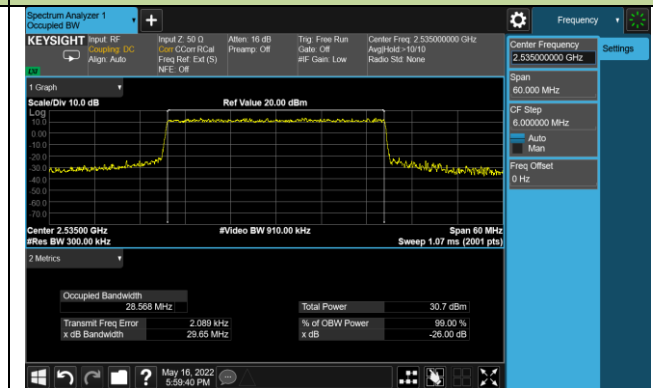 Spectrum Analyzer 1
Occupied BW
Frequency
KEYSIGHT
Input: RF
Coupling: DC
Align: Auto
Input Z: 50 Ω
Corr CCorr RCal
Freq Ref: Ext (S)
NFE: Off
Atten: 16 dB
Preamp: Off
Trig: Free Run
Gate: Off
#IF Gain: Low
Center Freq: 2.535000000 GHz
Avg|Hold:>10/10
Radio Std: None
Center Frequency
2.535000000 GHz
Settings
Span
60.000 MHz
CF Step
6.000000 MHz
Auto
Man
Freq Offset
0 Hz
1 Graph
Scale/Div 10.0 dB
Ref Value 20.00 dBm
Log
10.0
0.00
-10.0
-20.0
-30.0
-40.0
-50.0
-60.0
-70.0
Center 2.53500 GHz
#Video BW 910.00 kHz
Span 60 MHz
#Res BW 300.00 kHz
Sweep 1.07 ms (2001 pts)
2 Metrics
Occupied Bandwidth
28.568 MHz
Total Power
30.7 dBm
Transmit Freq Error
2.089 kHz
% of OBW Power
99.00 %
x dB Bandwidth
29.65 MHz
x dB
-26.00 dB
May 16, 2022
5:59:40 PM